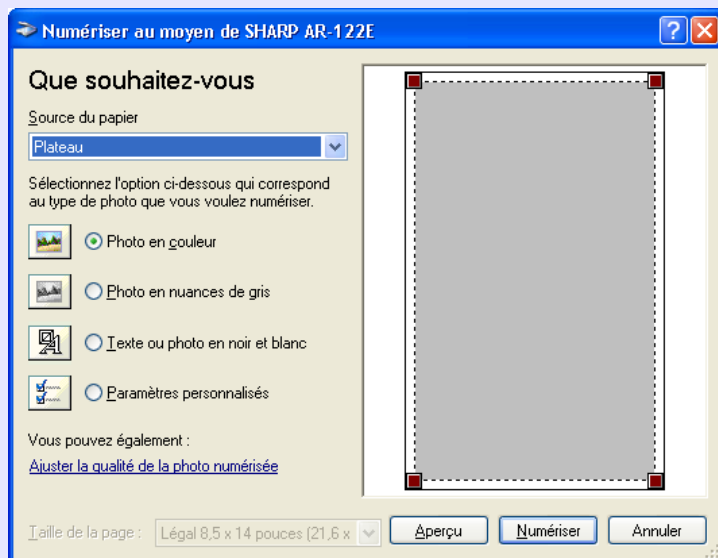 Numériser au moyen de SHARP AR-122E
Que souhaitez-vous
Source du papier
Plateau
Sélectionnez l'option ci-dessous qui correspond
au type de photo que vous voulez numériser.
Photo en couleur
Photo en nuances de gris
Texte ou photo en noir et blanc
Paramètres personnalisés
Vous pouvez également :
Ajuster la qualité de la photo numérisée
Taille de la page : Légal 8,5 x 14 pouces (21,6 x
Aperçu Numériser Annuler